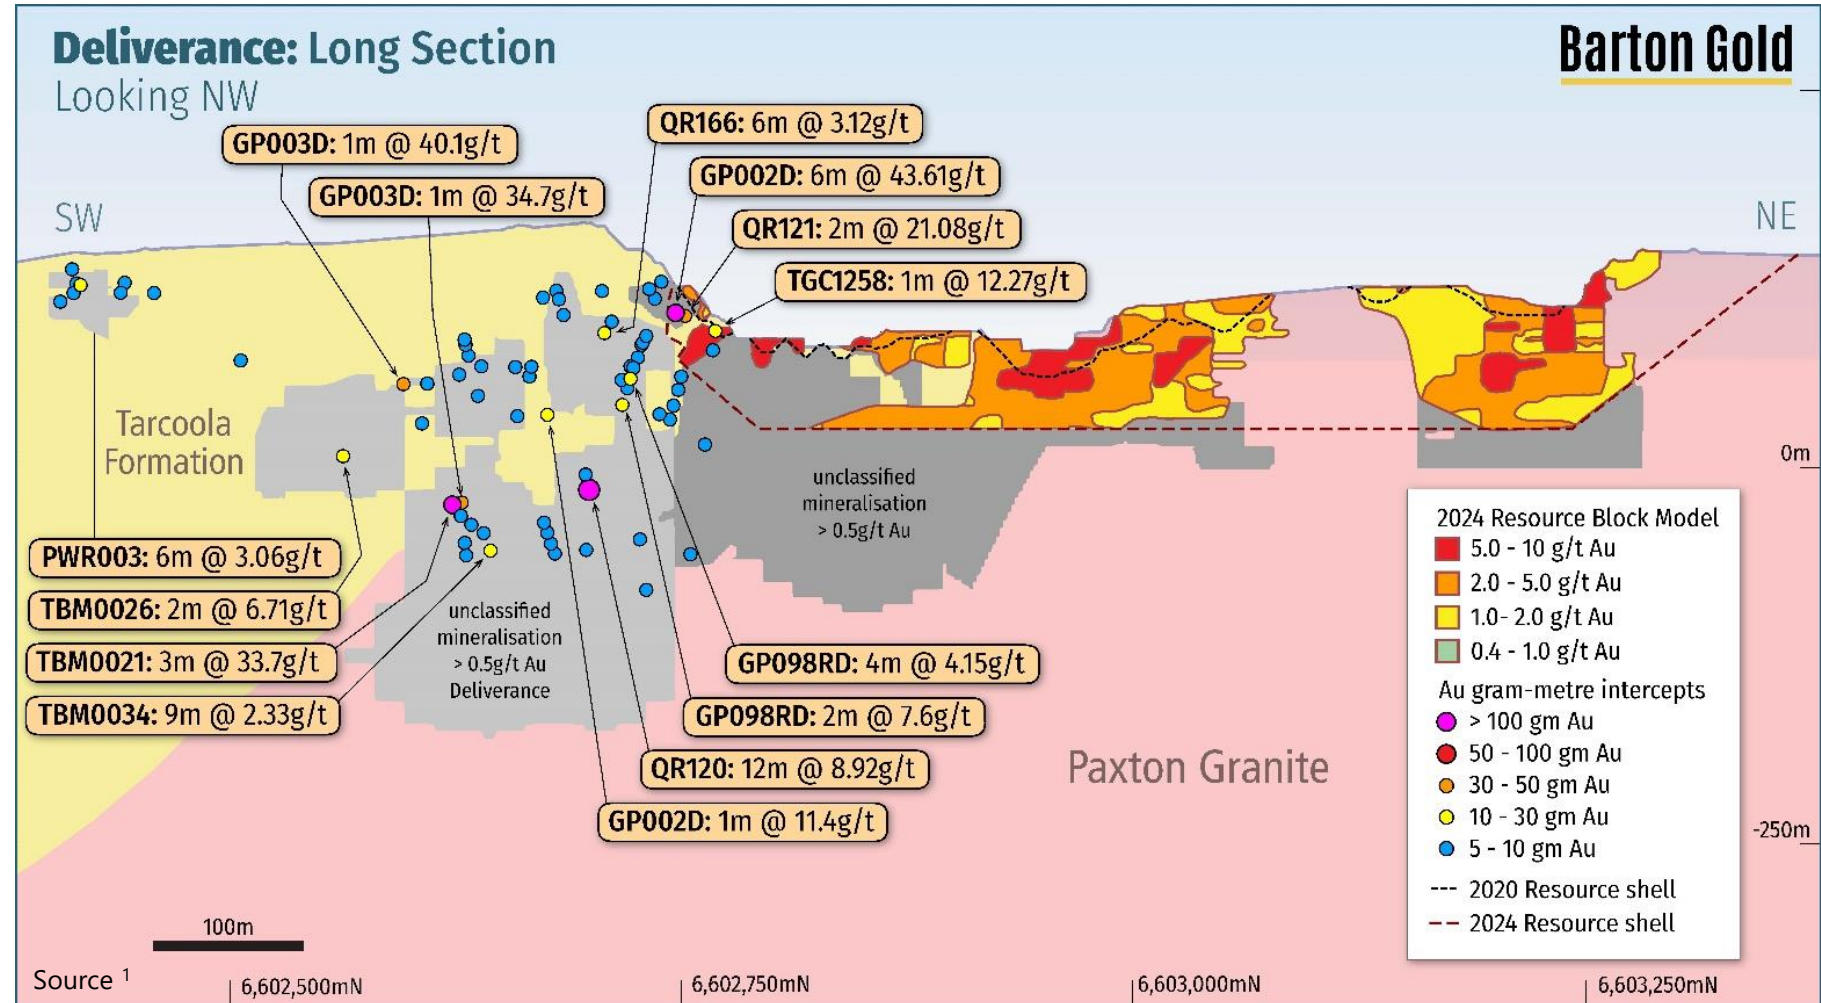 Deliverance: Long Section
Looking NW
Barton Gold
SW
NE
GP003D: 1m @ 40.1g/t
GP003D: 1m @ 34.7g/t
QR166: 6m @ 3.12g/t
GP002D: 6m @ 43.61g/t
QR121: 2m @ 21.08g/t
TGC1258: 1m @ 12.27g/t
Tarcoola
Formation
unclassified
mineralisation
> 0.5g/t Au
0m
PWR003: 6m @ 3.06g/t
TBM0026: 2m @ 6.71g/t
TBM0021: 3m @ 33.7g/t
TBM0034: 9m @ 2.33g/t
unclassified
mineralisation
> 0.5g/t Au
Deliverance
GP098RD: 4m @ 4.15g/t
GP098RD: 2m @ 7.6g/t
QR120: 12m @ 8.92g/t
GP002D: 1m @ 11.4g/t
Paxton Granite
2024 Resource Block Model
5.0 - 10 g/t Au
2.0 - 5.0 g/t Au
1.0- 2.0 g/t Au
0.4 - 1.0 g/t Au
Au gram-metre intercepts
> 100 gm Au
50 - 100 gm Au
30 - 50 gm Au
10 - 30 gm Au
5 - 10 gm Au
2020 Resource shell
2024 Resource shell
-250m
100m
Source 1
6,602,500mN
6,602,750mN
6,603,000mN
6,603,250mN